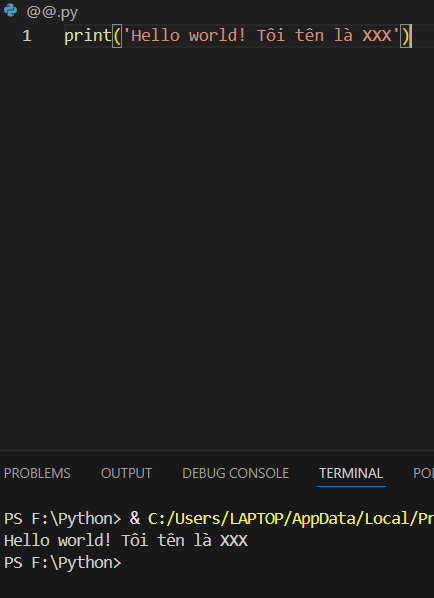 @@.py
1 print('Hello world! Tôi tên là XXX')
PROBLEMS OUTPUT DEBUG CONSOLE TERMINAL
PS F:\Python> & C:/Users/LAPTOP/AppData/Local/
Hello world! Tôi tên là XXX
PS F:\Python>